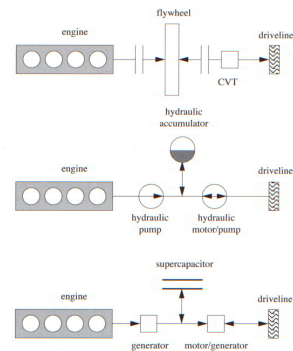 flywheel
engine
driveline
CVT
hydraulic
accumulator
engine
driveline
hydraulic
pump
hydraulic
motor/pump
supercapacitor
engine
driveline
generator
motor/generator